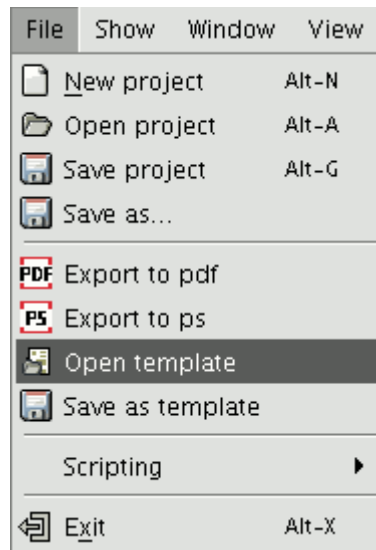 File Show Window View
New project Alt-N
Open project Alt-A
Save project Alt-G
Save as...
PDF Export to pdf
PS Export to ps
Open template
Save as template
Scripting
Exit Alt-X